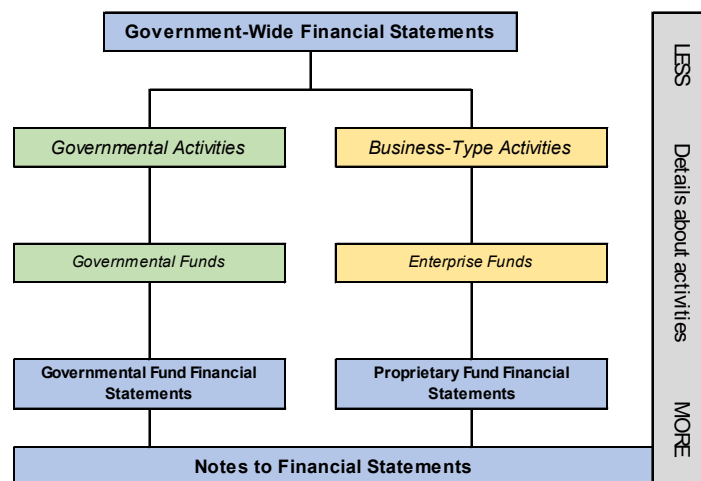 Government-Wide Financial Statements
Governmental Activities
Business-Type Activities
Governmental Funds
Enterprise Funds
Governmental Fund Financial
Statements
Proprietary Fund Financial
Statements
Notes to Financial Statements
LESS
Details about activities
MORE